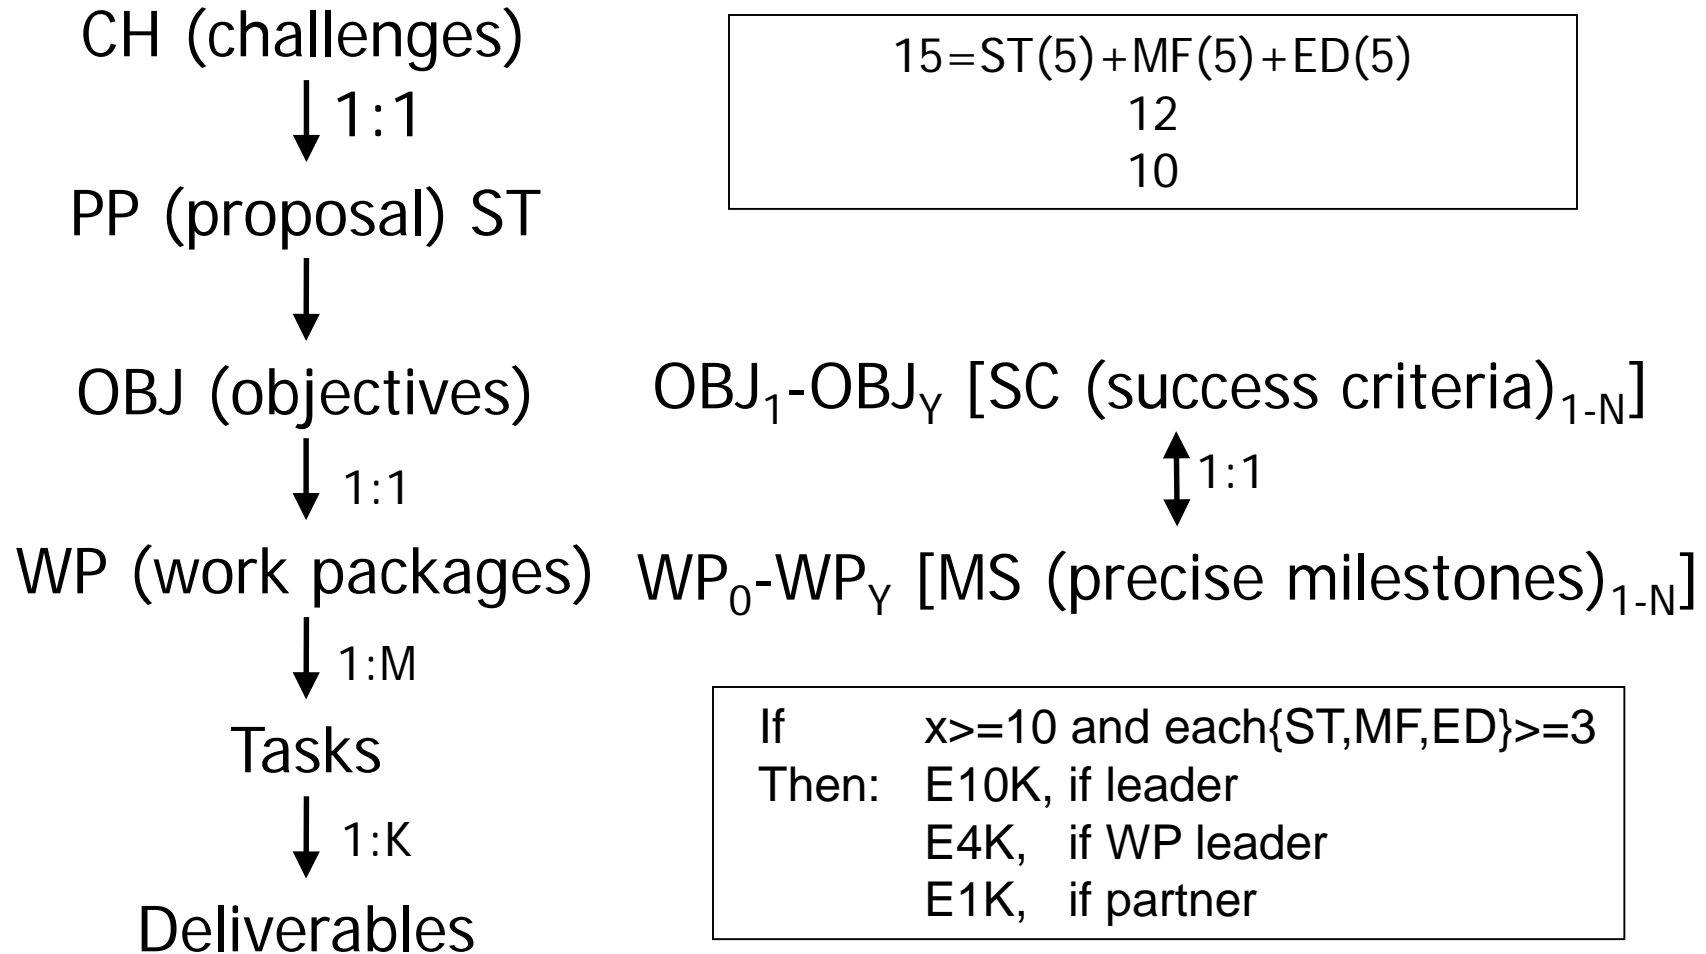 CH (challenges)
1:1
PP (proposal) ST
OBJ (objectives)
1:1
WP (work packages)
1:M
Tasks
1:K
Deliverables
15=ST(5)+MF(5)+ED(5)
12
10
OBJ₁-OBJY [SC (success criteria)₁-N]
1:1
WP₀-WPY [MS (precise milestones)₁-N]
If x>=10 and each{ST,MF,ED}>=3
Then: E10K, if leader
E4K, if WP leader
E1K, if partner